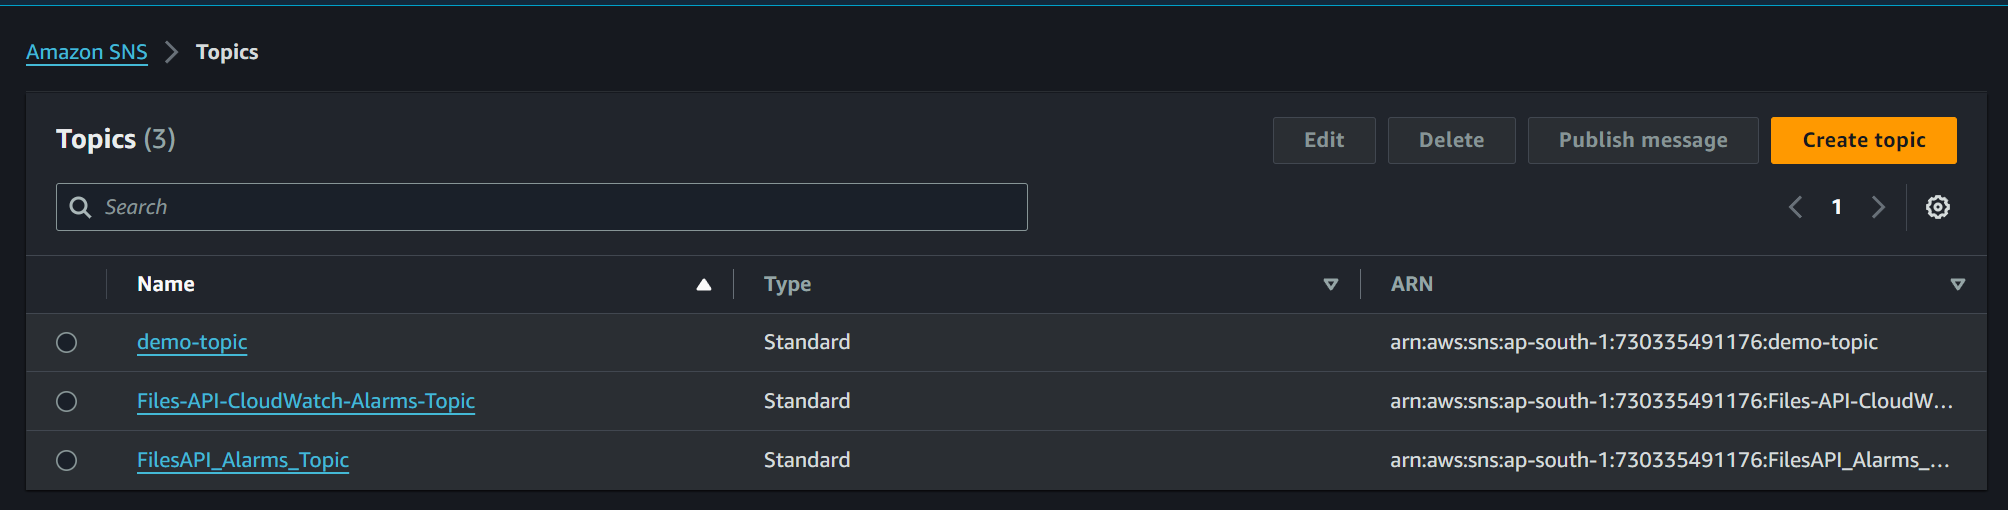 Amazon SNS > Topics
Topics (3)
Edit Delete Publish message Create topic
Search
1
Name Type ARN
demo-topic Standard arn:aws:sns:ap-south-1:730335491176:demo-topic
Files-API-CloudWatch-Alarms-Topic Standard arn:aws:sns:ap-south-1:730335491176:Files-API-CloudW...
FilesAPI_Alarms_Topic Standard arn:aws:sns:ap-south-1:730335491176:FilesAPI_Alarms_...